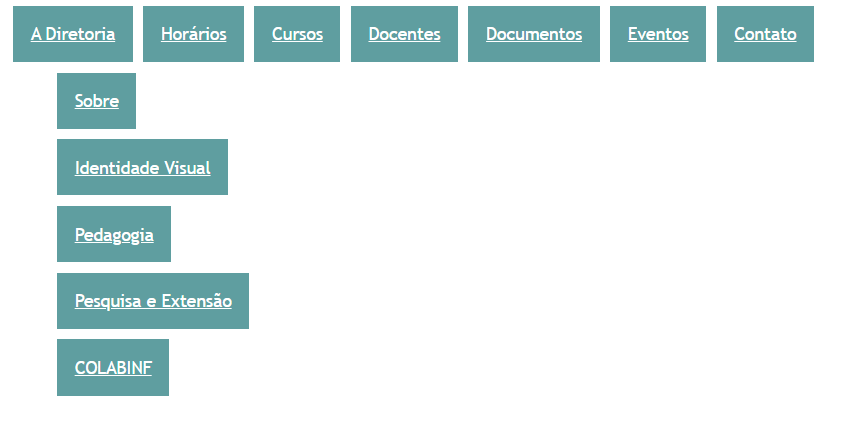 A Diretoria Horários Cursos Docentes Documentos Eventos Contato
Sobre
Identidade Visual
Pedagogia
Pesquisa e Extensão
COLABINF